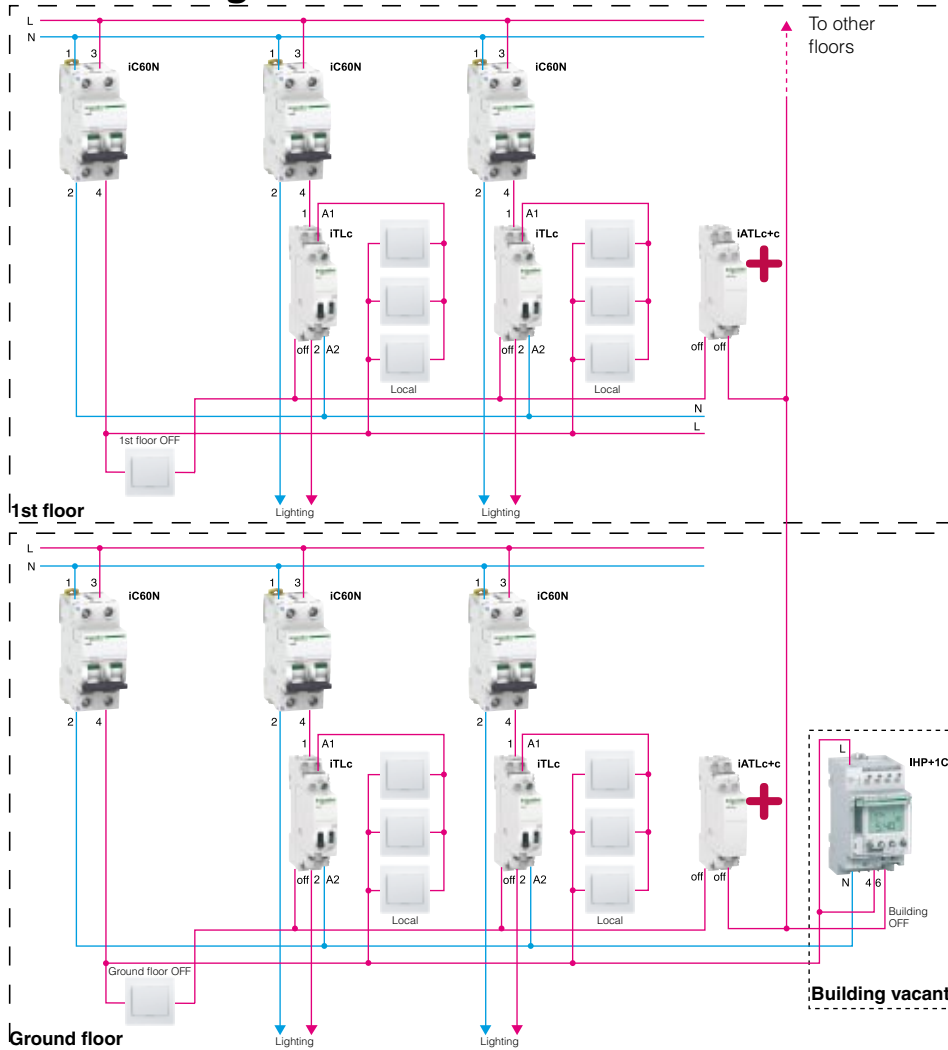 L
N
To other
floors
1 3 iC60N
3 iC60N
1
1 3 iC60N
2 4
2 4
2 4
1 A1
iTLc
1 A1
iTLc
iATLc+c
off 2 A2
off 2 A2
off off
Local
Local
N
L
1st floor OFF
Lighting
Lighting
1st floor
L
N
1 3 iC60N
1 3 iC60N
1 3 iC60N
2 4
2 4
2 4
1 A1
iTLc
1 A1
iTLc
iATLc+c
L
IHP+1C
off 2 A2
off 2 A2
off off
N 4 6
Local
Local
Building
OFF
Ground floor OFF
Building vacant
Lighting
Lighting
Ground floor